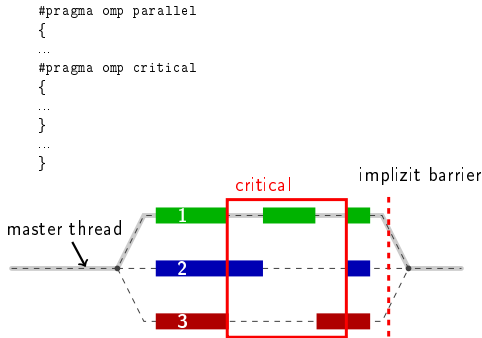 #pragma omp parallel
{
...
#pragma omp critical
{
...
}
...
}
implizit barrier
critical
1
master thread
2
3